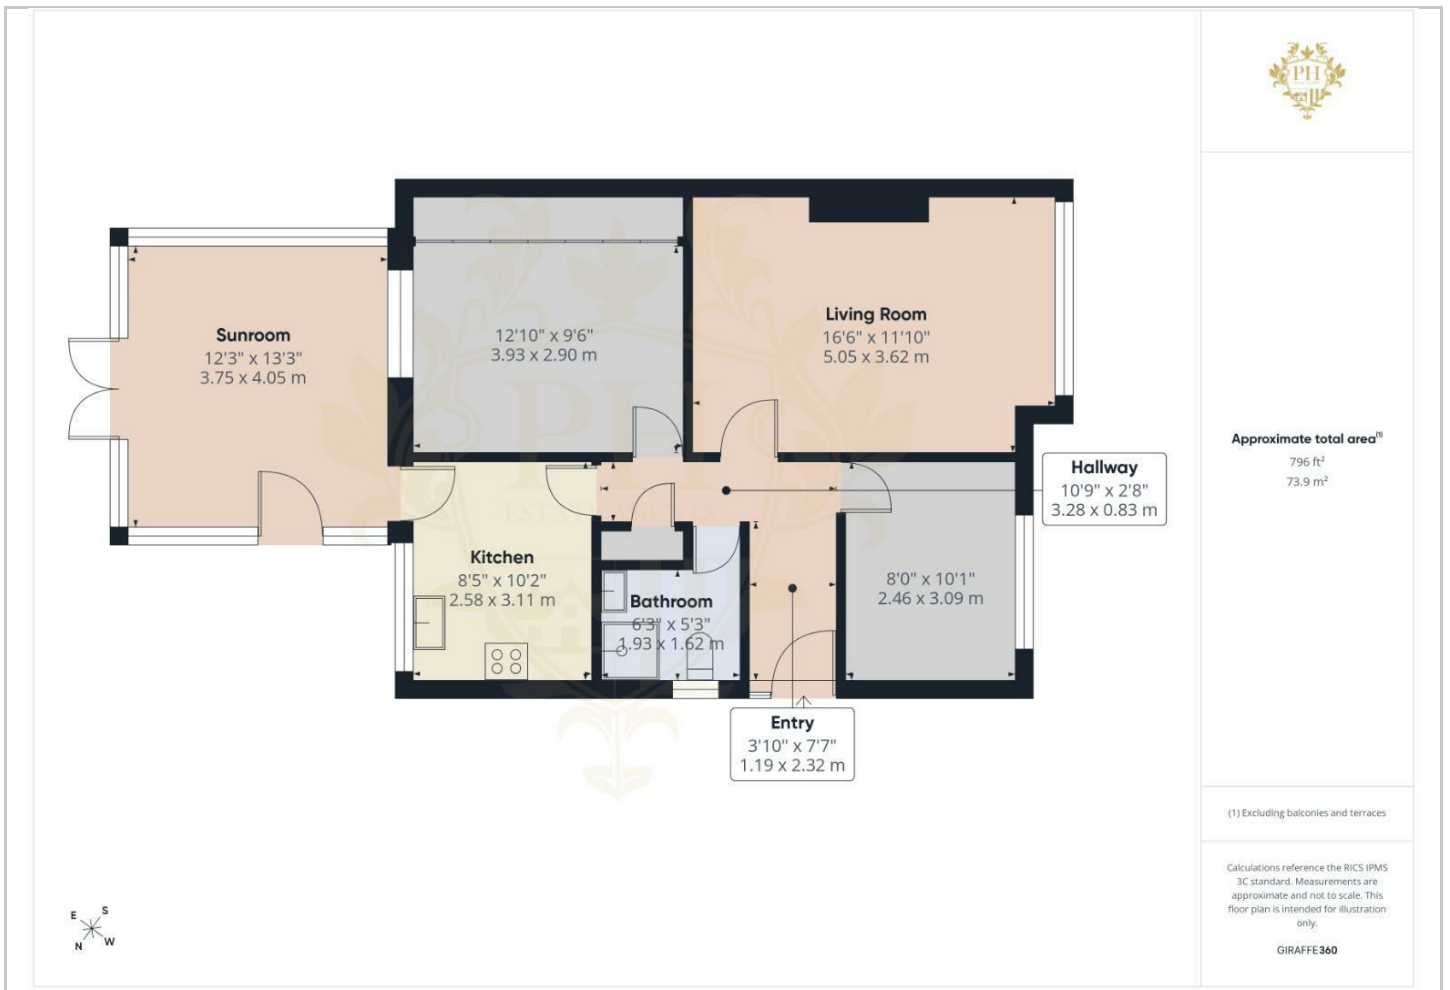 PH
Sunroom
12'3" x 13'3"
3.75 x 4.05 m
12'10" x 9'6"
3.93 x 2.90 m
Living Room
16'6" x 11'10"
5.05 x 3.62 m
Hallway
10'9" x 2'8"
3.28 x 0.83 m
Kitchen
8'5" x 10'2"
2.58 x 3.11 m
Bathroom
6'3" x 5'3"
1.93 x 1.62 m
8'0" x 10'1"
2.46 x 3.09 m
Entry
3'10" x 7'7"
1.19 x 2.32 m
PH
ESTATE AGENTS
E S
N W
Approximate total area(1)
796 ft²
73.9 m²
(1) Excluding balconies and terraces
Calculations reference the RICS IPMS
3C standard. Measurements are
approximate and not to scale. This
floor plan is intended for illustration
only.
GIRAFFE360